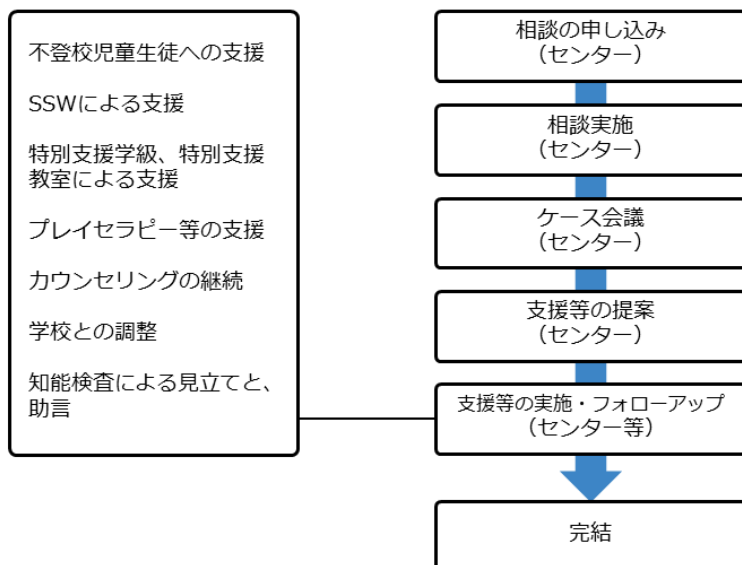 不登校児童生徒への支援
SSWによる支援
特別支援学級、特別支援
教室による支援
プレイセラピー等の支援
カウンセリングの継続
学校との調整
知能検査による見立てと、
助言
相談の申し込み
(センター)
相談実施
(センター)
ケース会議
(センター)
支援等の提案
(センター)
支援等の実施・フォローアップ
(センター等)
完結